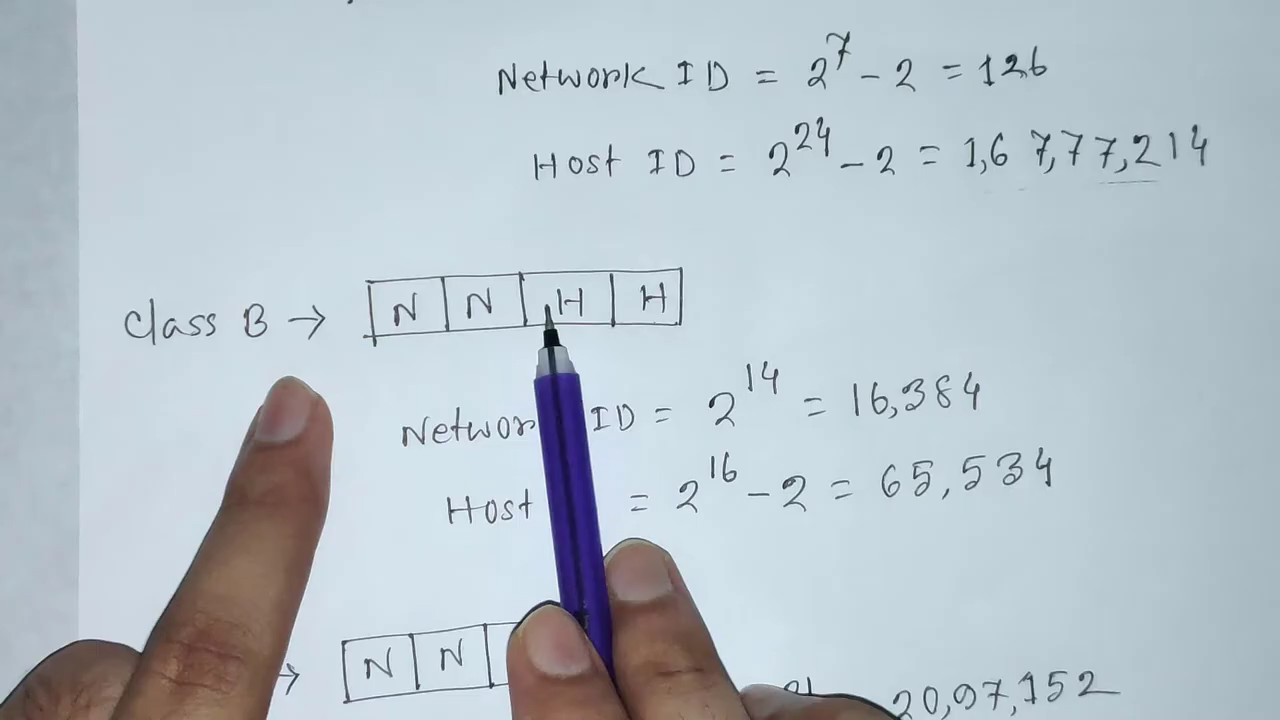 Network ID = 2^7 - 2 = 126
Host ID = 2^24 - 2 = 1,67,77,214
Class B → N N H H
ID = 2^14 = 16,384
Host = 2^16 - 2 = 65,534
→ N N 20,97,152